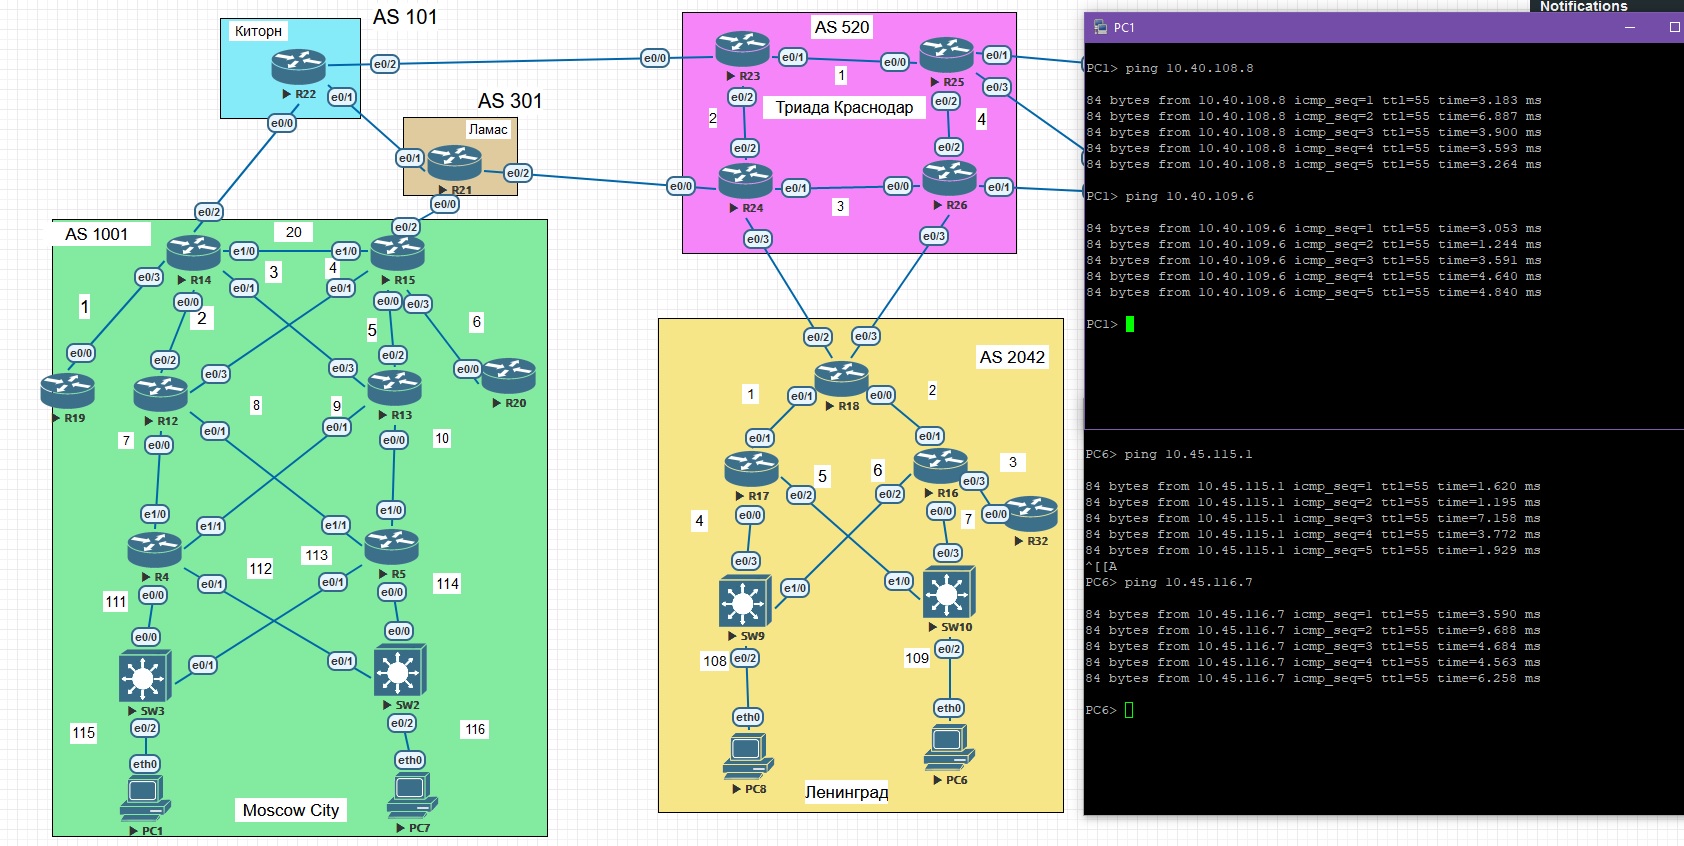 Notifications
AS 101
Киторн
R22
e0/2
e0/1
e0/0
AS 301
Ламас
e0/1
R21
e0/2
e0/0
AS 520
e0/0
R23
e0/1
1
e0/0
R25
e0/1
e0/3
e0/2
e0/2
Триада Краснодар
2
4
e0/2
e0/2
e0/0
R24
e0/1
3
e0/0
R26
e0/1
e0/3
e0/3
AS 1001
e0/2
20
e0/2
R14
e1/0
e1/0
R15
3
4
e0/3
e0/0
e0/1
e0/1
e0/0
e0/3
1
2
5
6
e0/0
e0/2
e0/3
e0/3
e0/2
e0/0
R19
R12
R13
R20
8
9
7
e0/0
e0/1
e0/1
e0/0
10
e1/0
e1/1
e1/1
e1/0
R4
R5
112
113
114
111
e0/0
e0/1
e0/1
e0/0
e0/0
e0/1
e0/1
e0/0
SW3
SW2
115
e0/2
e0/2
116
eth0
eth0
PC1
Moscow City
PC7
AS 2042
e0/2
e0/3
R18
1
e0/1
e0/0
2
e0/1
e0/1
R17
R16
5
6
3
e0/2
e0/2
e0/3
4
e0/0
e0/0
7
e0/0
R32
e0/3
e1/0
e1/0
e0/3
SW9
SW10
108
e0/2
109
e0/2
eth0
eth0
PC8
PC6
Ленинград
PC1
PC1> ping 10.40.108.8
84 bytes from 10.40.108.8 icmp_seq=1 ttl=55 time=3.183 ms
84 bytes from 10.40.108.8 icmp_seq=2 ttl=55 time=6.887 ms
84 bytes from 10.40.108.8 icmp_seq=3 ttl=55 time=3.900 ms
84 bytes from 10.40.108.8 icmp_seq=4 ttl=55 time=3.593 ms
84 bytes from 10.40.108.8 icmp_seq=5 ttl=55 time=3.264 ms
PC1> ping 10.40.109.6
84 bytes from 10.40.109.6 icmp_seq=1 ttl=55 time=3.053 ms
84 bytes from 10.40.109.6 icmp_seq=2 ttl=55 time=1.244 ms
84 bytes from 10.40.109.6 icmp_seq=3 ttl=55 time=3.591 ms
84 bytes from 10.40.109.6 icmp_seq=4 ttl=55 time=4.640 ms
84 bytes from 10.40.109.6 icmp_seq=5 ttl=55 time=4.840 ms
PC1>
PC6> ping 10.45.115.1
84 bytes from 10.45.115.1 icmp_seq=1 ttl=55 time=1.620 ms
84 bytes from 10.45.115.1 icmp_seq=2 ttl=55 time=1.195 ms
84 bytes from 10.45.115.1 icmp_seq=3 ttl=55 time=7.158 ms
84 bytes from 10.45.115.1 icmp_seq=4 ttl=55 time=3.772 ms
84 bytes from 10.45.115.1 icmp_seq=5 ttl=55 time=1.929 ms
^[[A
PC6> ping 10.45.116.7
84 bytes from 10.45.116.7 icmp_seq=1 ttl=55 time=3.590 ms
84 bytes from 10.45.116.7 icmp_seq=2 ttl=55 time=9.688 ms
84 bytes from 10.45.116.7 icmp_seq=3 ttl=55 time=4.684 ms
84 bytes from 10.45.116.7 icmp_seq=4 ttl=55 time=4.563 ms
84 bytes from 10.45.116.7 icmp_seq=5 ttl=55 time=6.258 ms
PC6>